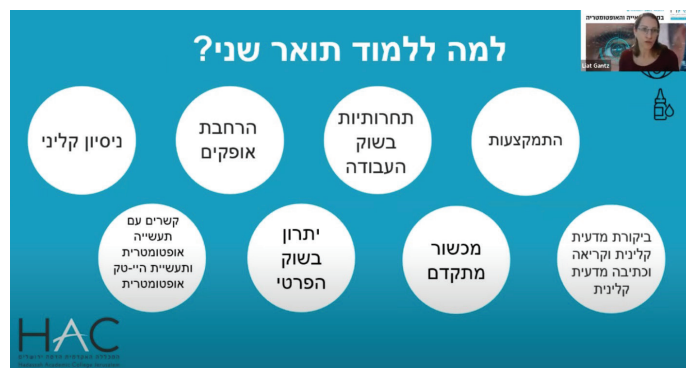 למה ללמוד תואר שני?
Liat Gantz
התמקצעות
תחרותיות
בשוק
העבודה
הרחבת
אופקים
ניסיון קליני
ביקורת מדעית
קלינית וקריאה
וכתיבה מדעית
קלינית
מכשור
מתקדם
יתרון
בשוק
הפרטי
קשרים עם
תעשייה
אופטומטרית
ותעשיית היי-טק
אופטומטרית
HAC